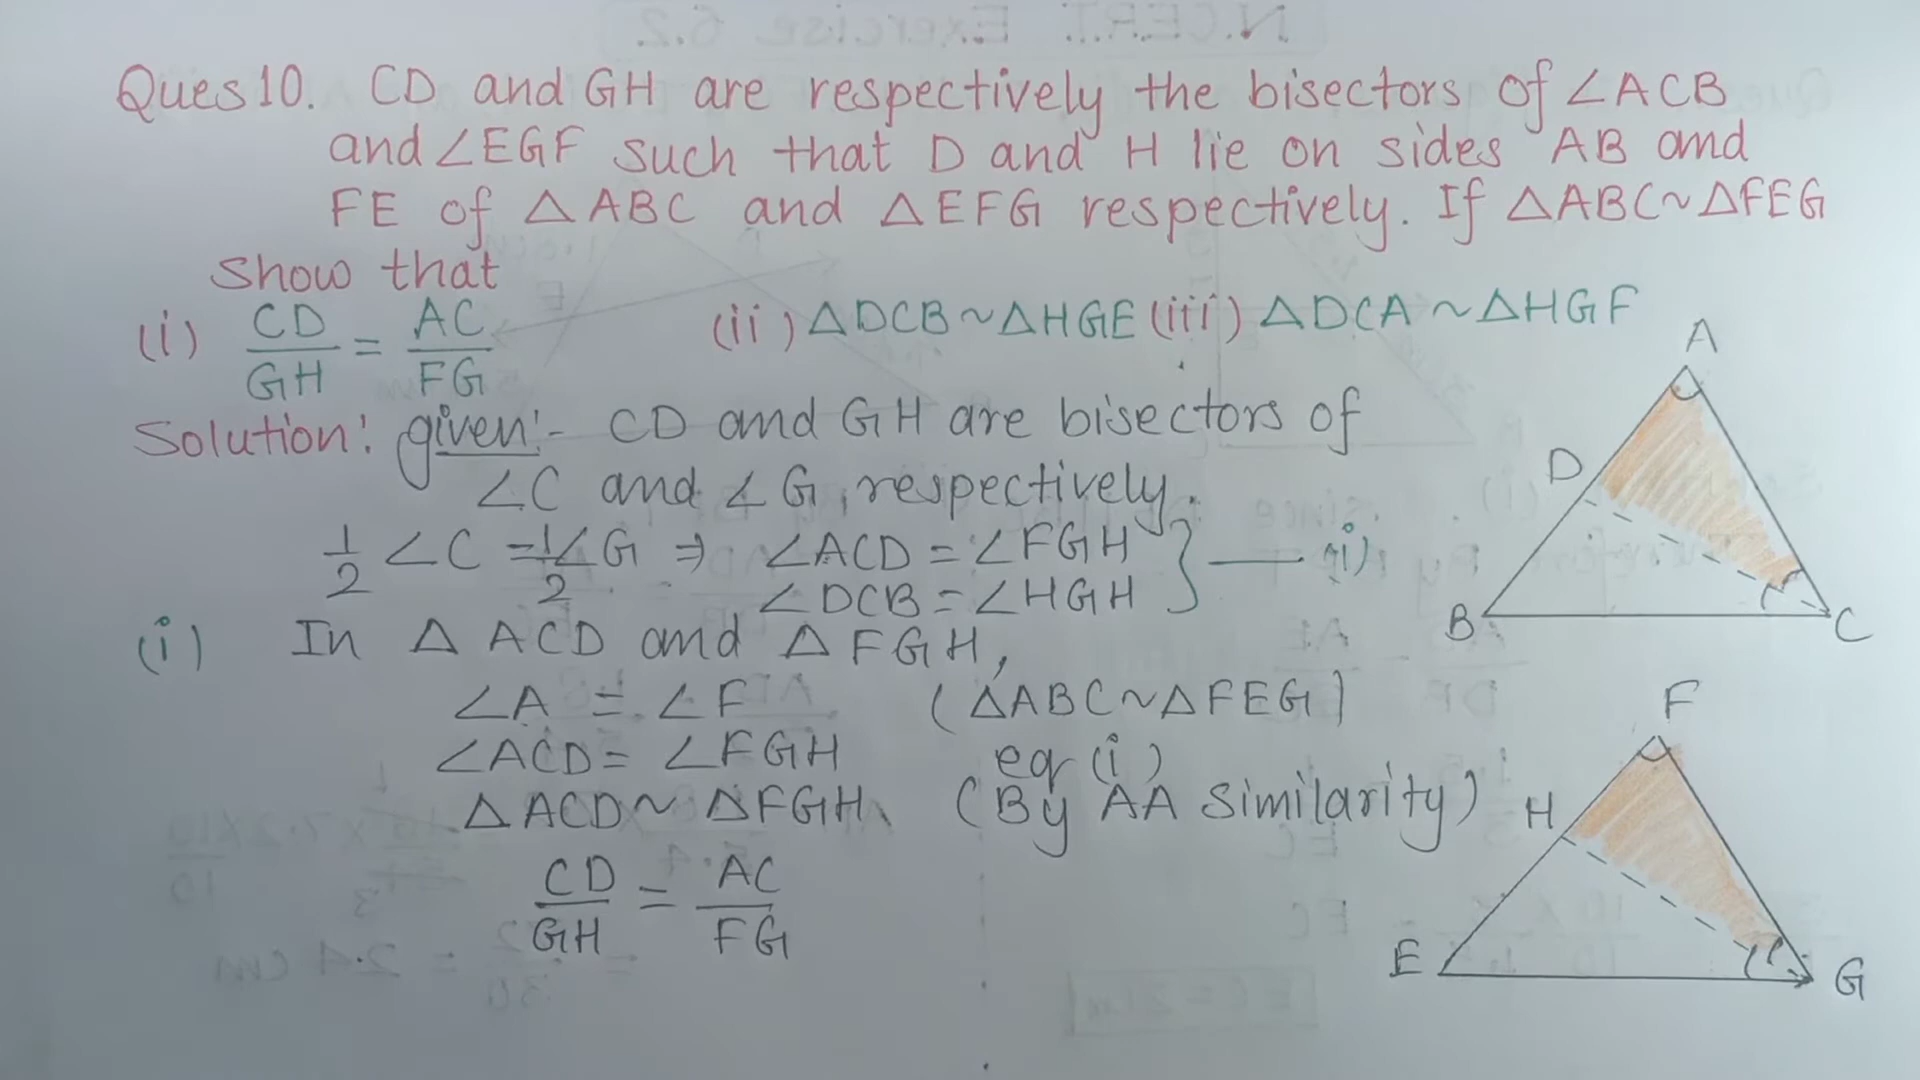 Ques 10. CD and GH are respectively the bisectors of ∠ACB
and ∠EGF such that D and H lie on sides AB and
FE of △ABC and △EFG respectively. If △ABC ~ △FEG
Show that
(i) CD/GH = AC/FG (ii) △DCB ~ △HGE (iii) △DCA ~ △HGF
Solution: given:- CD and GH are bisectors of
∠C and ∠G, respectively.
1/2 ∠C = 1/2 ∠G ⇒ ∠ACD = ∠FGH
∠DCB = ∠HGH } — (i)
(i) In △ ACD and △ FGH,
∠A = ∠F (△ABC ~ △FEG)
∠ACD = ∠FGH eq (i)
△ ACD ~ △FGH (By AA Similarity)
CD/GH = AC/FG
A
D
B
C
F
H
E
G